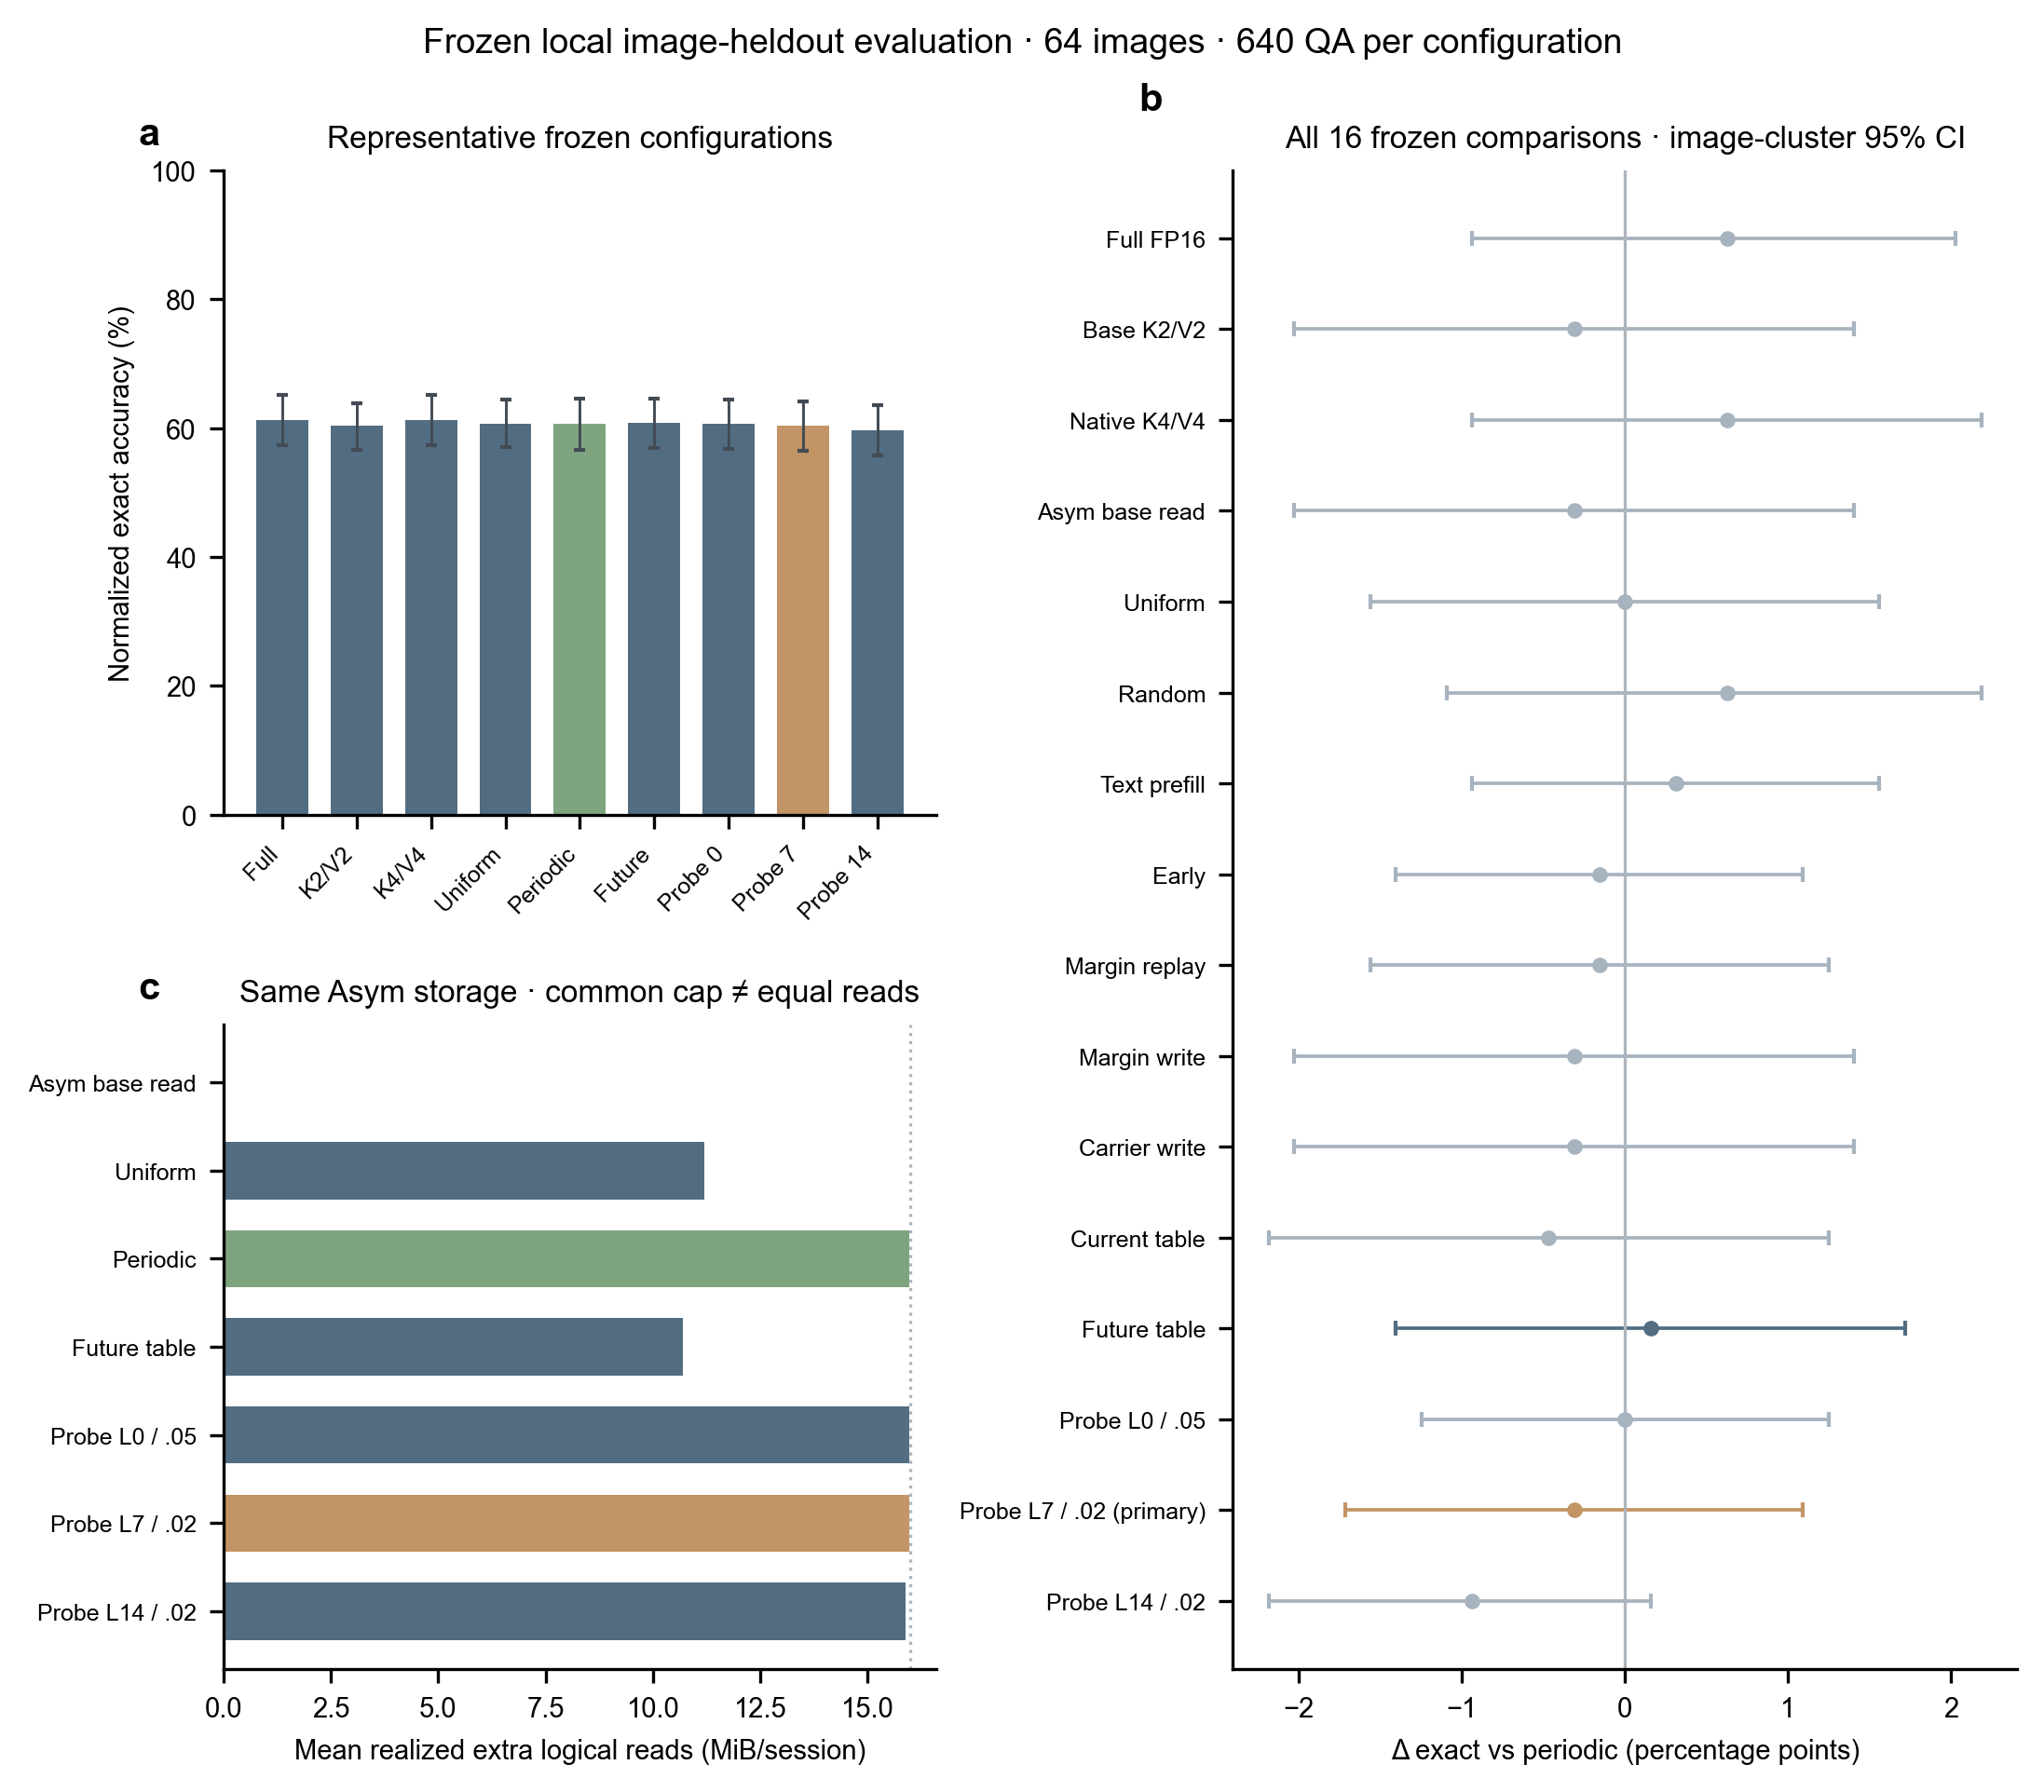 Frozen local image-heldout evaluation · 64 images · 640 QA per configuration
a
Representative frozen configurations
Normalized exact accuracy (%)
100
80
60
40
20
0
Full
K2/V2
K4/V4
Uniform
Periodic
Future
Probe 0
Probe 7
Probe 14
b
All 16 frozen comparisons · image-cluster 95% CI
Full FP16
Base K2/V2
Native K4/V4
Asym base read
Uniform
Random
Text prefill
Early
Margin replay
Margin write
Carrier write
Current table
Future table
Probe L0 / .05
Probe L7 / .02 (primary)
Probe L14 / .02
−2
−1
0
1
2
Δ exact vs periodic (percentage points)
c
Same Asym storage · common cap ≠ equal reads
Asym base read
Uniform
Periodic
Future table
Probe L0 / .05
Probe L7 / .02
Probe L14 / .02
0.0
2.5
5.0
7.5
10.0
12.5
15.0
Mean realized extra logical reads (MiB/session)